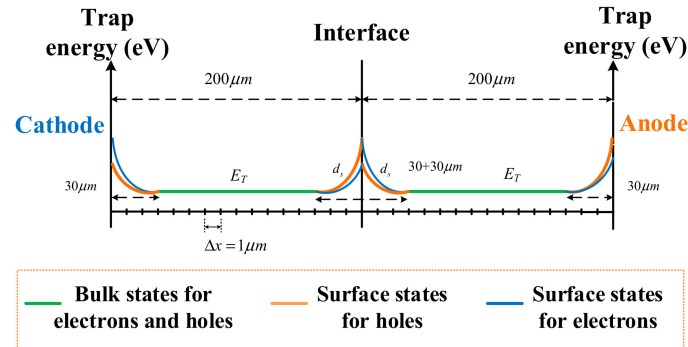 Trap
energy (eV)
Interface
Trap
energy (eV)
200μm
200μm
Cathode
Anode
30μm
E_T
d_s
d_s
30+30μm
E_T
30μm
Δx = 1μm
Bulk states for
electrons and holes
Surface states
for holes
Surface states
for electrons